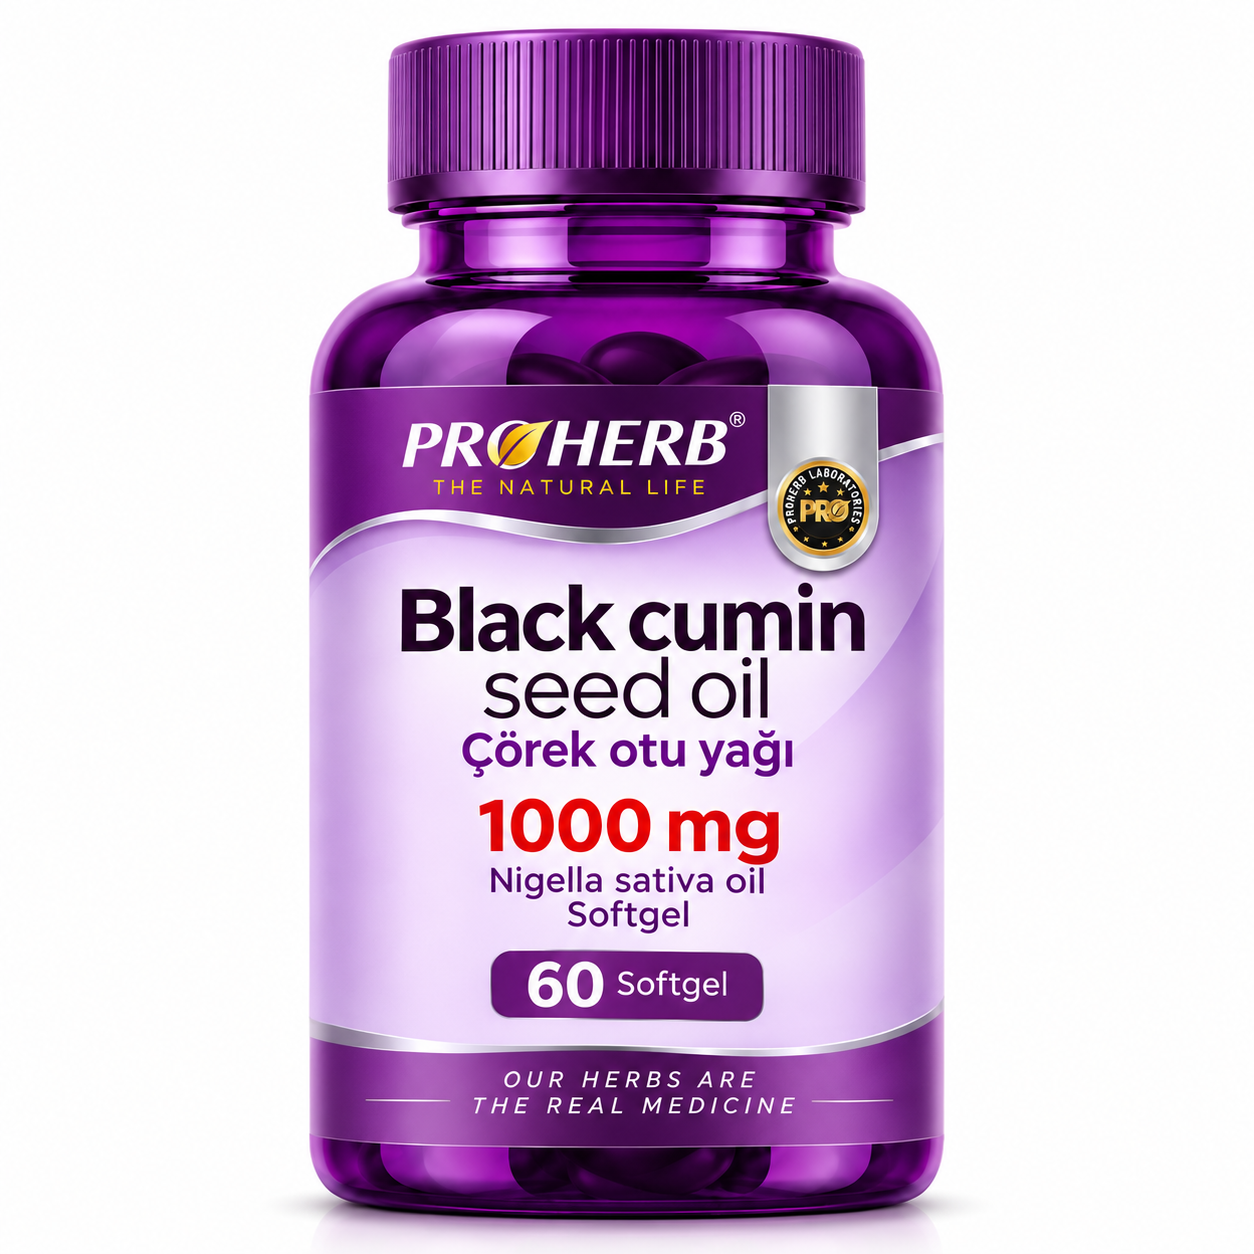 PROHERB®
THE NATURAL LIFE
PROHERB LABORATORIES
PRO
Black cumin
seed oil
Çörek otu yağı
1000 mg
Nigella sativa oil
Softgel
60 Softgel
OUR HERBS ARE
THE REAL MEDICINE